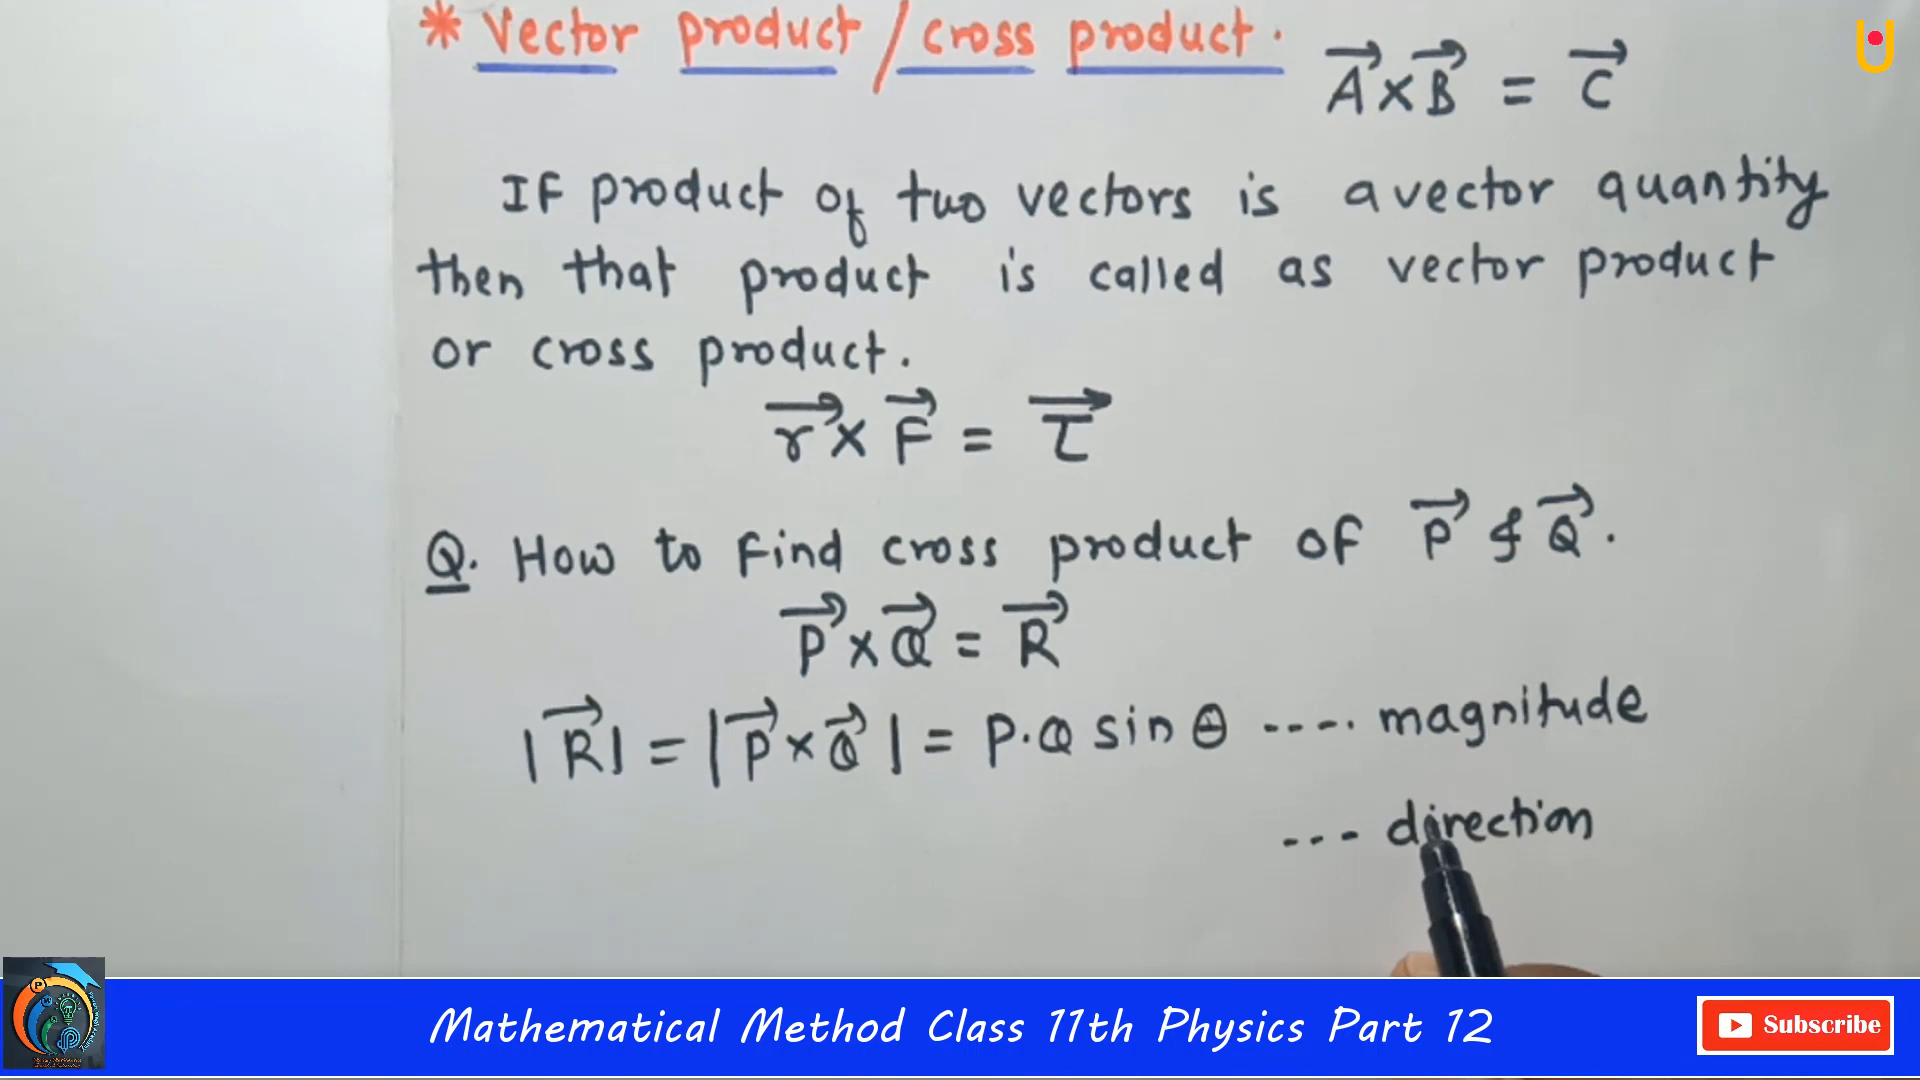 * Vector product / cross product.
A⃗ × B⃗ = C⃗
If product of two vectors is a vector quantity
then that product is called as vector product
or cross product.
r⃗ × F⃗ = τ⃗
Q. How to find cross product of P⃗ & Q⃗.
P⃗ × Q⃗ = R⃗
|R⃗| = |P⃗ × Q⃗| = P·Q sin θ ---- magnitude
--- direction
Mathematical Method Class 11th Physics Part 12
Subscribe